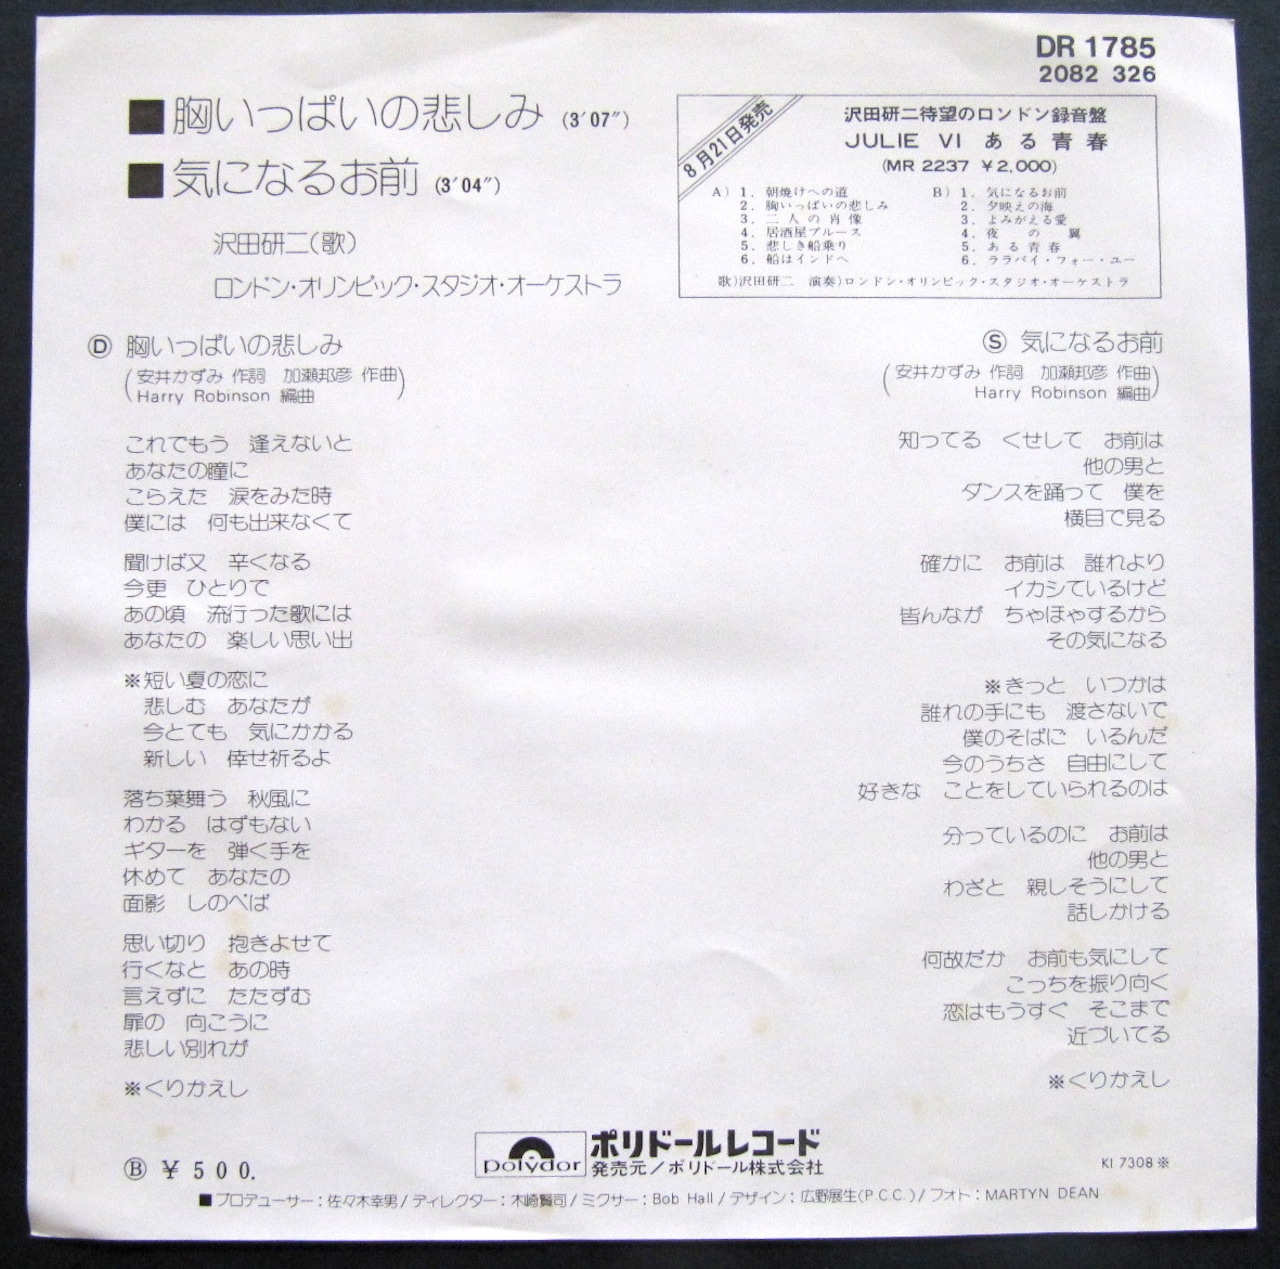 DR 1785
2082 326
■胸いっぱいの悲しみ (3′07″)
■気になるお前 (3′04″)
沢田研二(歌)
ロンドン・オリンピック・スタジオ・オーケストラ
8月21日発売
沢田研二待望のロンドン録音盤
JULIE VI ある青春
(MR 2237 ¥2,000)
A) 1. 朝焼けへの道
2. 胸いっぱいの悲しみ
3. 二人の肖像
4. 居酒屋ブルース
5. 悲しき船乗り
6. 船はインドへ
B) 1. 気になるお前
2. 夕映えの海
3. よみがえる愛
4. 夜の翼
5. ある青春
6. ララバイ・フォー・ユー
歌)沢田研二 演奏)ロンドン・オリンピック・スタジオ・オーケストラ
Ⓓ 胸いっぱいの悲しみ
(安井かずみ 作詞 加瀬邦彦 作曲
Harry Robinson 編曲)
これでもう 逢えないと
あなたの瞳に
こらえた 涙をみた時
僕には 何も出来なくて
聞けば又 辛くなる
今更 ひとりで
あの頃 流行った歌には
あなたの 楽しい思い出
※短い夏の恋に
悲しむ あなたが
今とても 気にかかる
新しい 倖せ祈るよ
落ち葉舞う 秋風に
わかる はずもない
ギターを 弾く手を
休めて あなたの
面影 しのべば
思い切り 抱きよせて
行くなと あの時
言えずに たたずむ
扉の 向こうに
悲しい別れが
※くりかえし
Ⓢ 気になるお前
(安井かずみ 作詞 加瀬邦彦 作曲
Harry Robinson 編曲)
知ってる くせして お前は
他の男と
ダンスを踊って 僕を
横目で見る
確かに お前は 誰れより
イカシているけど
皆んなが ちゃほゃするから
その気になる
※きっと いつかは
誰れの手にも 渡さないで
僕のそばに いるんだ
今のうちさ 自由にして
好きな ことをしていられるのは
分っているのに お前は
他の男と
わざと 親しそうにして
話しかける
何故だか お前も気にして
こっちを振り向く
恋はもうすぐ そこまで
近づいてる
※くりかえし
polydor
ポリドールレコード
発売元/ポリドール株式会社
Ⓑ ¥500.
KI 7308※
■プロデューサー:佐々木幸男/ディレクター:木崎賢司/ミクサー:Bob Hall/デザイン:広野展生(P.C.C.)/フォト:MARTYN DEAN